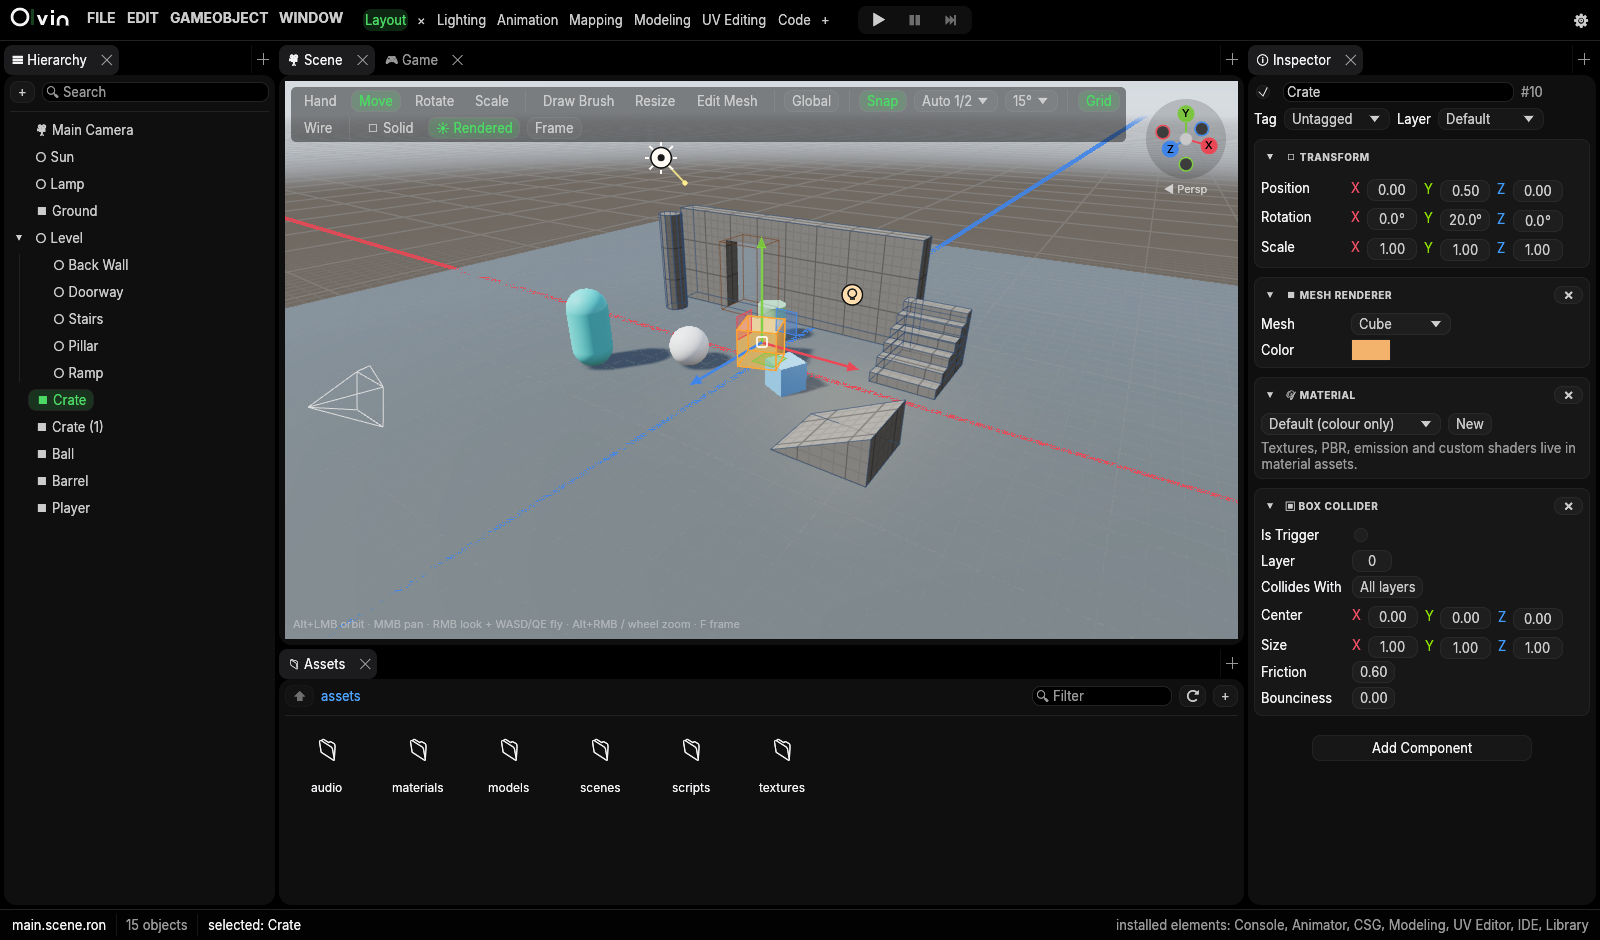 Olvin FILE EDIT GAMEOBJECT WINDOW Layout × Lighting Animation Mapping Modeling UV Editing Code +
Hierarchy
+ Search
Main Camera
Sun
Lamp
Ground
Level
Back Wall
Doorway
Stairs
Pillar
Ramp
Crate
Crate (1)
Ball
Barrel
Player
Scene Game
Hand Move Rotate Scale Draw Brush Resize Edit Mesh Global Snap Auto 1/2 15° Grid
Wire Solid Rendered Frame
Y
X
Z
Persp
Alt+LMB orbit · MMB pan · RMB look + WASD/QE fly · Alt+RMB / wheel zoom · F frame
Assets
assets Filter +
audio materials models scenes scripts textures
Inspector
Crate #10
Tag Untagged Layer Default
TRANSFORM
Position X 0.00 Y 0.50 Z 0.00
Rotation X 0.0° Y 20.0° Z 0.0°
Scale X 1.00 Y 1.00 Z 1.00
MESH RENDERER
Mesh Cube
Color
MATERIAL
Default (colour only) New
Textures, PBR, emission and custom shaders live in
material assets.
BOX COLLIDER
Is Trigger
Layer 0
Collides With All layers
Center X 0.00 Y 0.00 Z 0.00
Size X 1.00 Y 1.00 Z 1.00
Friction 0.60
Bounciness 0.00
Add Component
main.scene.ron 15 objects selected: Crate
installed elements: Console, Animator, CSG, Modeling, UV Editor, IDE, Library